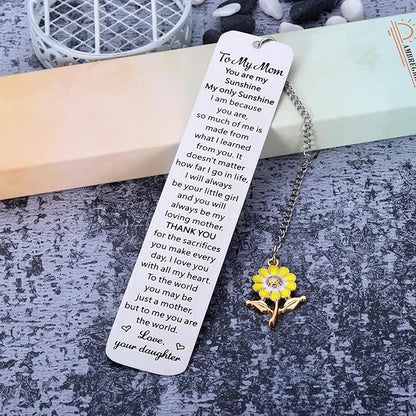 To My Mom
You are my
Sunshine
My only Sunshine
I am because
you are,
so much of me is
made from
what I learned
from you. It
doesn't matter
how far I go in life.
I will always
be your little girl
and you will
always be my
loving mother.
THANK YOU
for the sacrifices
you make every
day, I love you
with all my heart.
To the world
you may be
just a mother,
but to me you are
the world.
Love,
your daughter